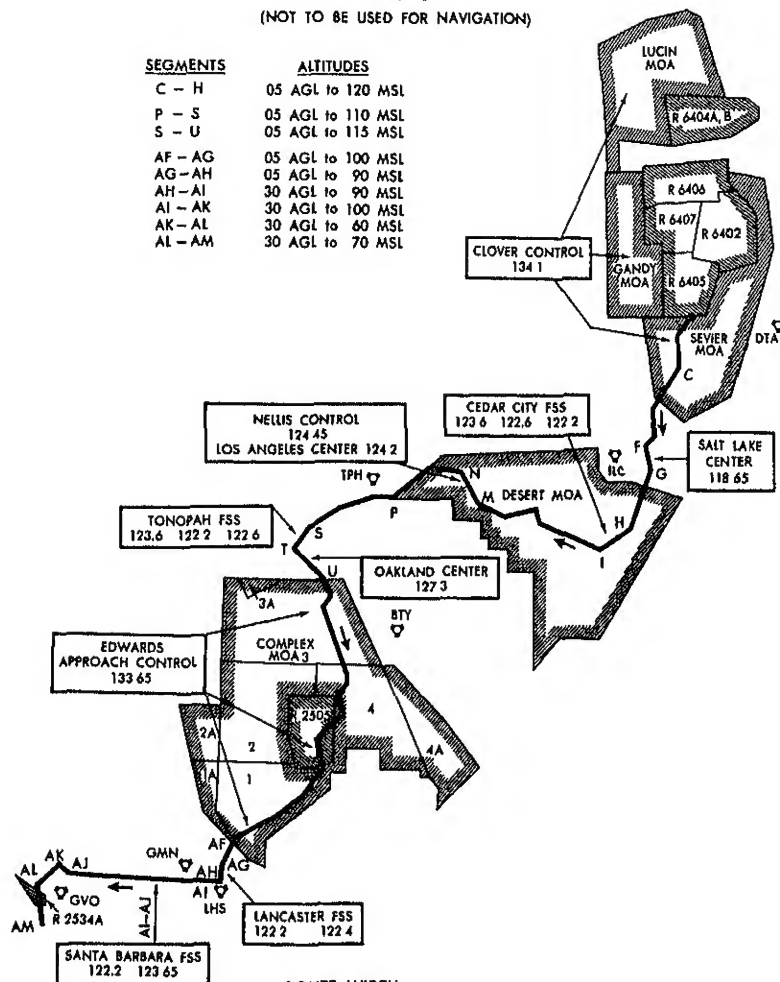 (NOT TO BE USED FOR NAVIGATION)
SEGMENTS ALTITUDES
C - H 05 AGL to 120 MSL
P - S 05 AGL to 110 MSL
S - U 05 AGL to 115 MSL
AF - AG 05 AGL to 100 MSL
AG - AH 05 AGL to 90 MSL
AH - AI 30 AGL to 90 MSL
AI - AK 30 AGL to 100 MSL
AK - AL 30 AGL to 60 MSL
AL - AM 30 AGL to 70 MSL
LUCIN
MOA
R 6404A, B
R 6406
R 6407
R 6402
CLOVER CONTROL
134 1
GANDY
MOA
R 6405
SEVIER
MOA
DTA
C
NELLIS CONTROL
124 45
LOS ANGELES CENTER 124 2
CEDAR CITY FSS
123 6 122,6 122 2
F
SALT LAKE
CENTER
118 65
TPH
N
ILC
G
M
DESERT MOA
P
H
TONOPAH FSS
123,6 122 2 122 6
S
T
I
U
OAKLAND CENTER
127 3
3A
BTY
EDWARDS
APPROACH CONTROL
133 65
COMPLEX
MOA 3
2505
4
2A
2
4A
1A
1
AF
AK
AJ
GMN
AG
AL
AH
AI
GVO
LHS
R 2534A
AM
AI-AJ
LANCASTER FSS
122 2 122 4
SANTA BARBARA FSS
122.2 123 65